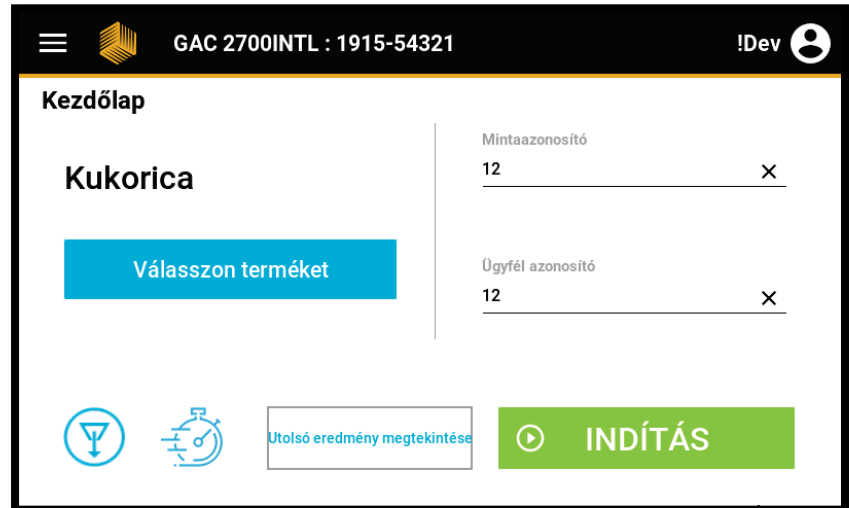 GAC 2700INTL : 1915-54321
!Dev
Kezdőlap
Kukorica
Válasszon terméket
Mintaazonosító
12
Ügyfél azonosító
12
Utolsó eredmény megtekintése
INDÍTÁS